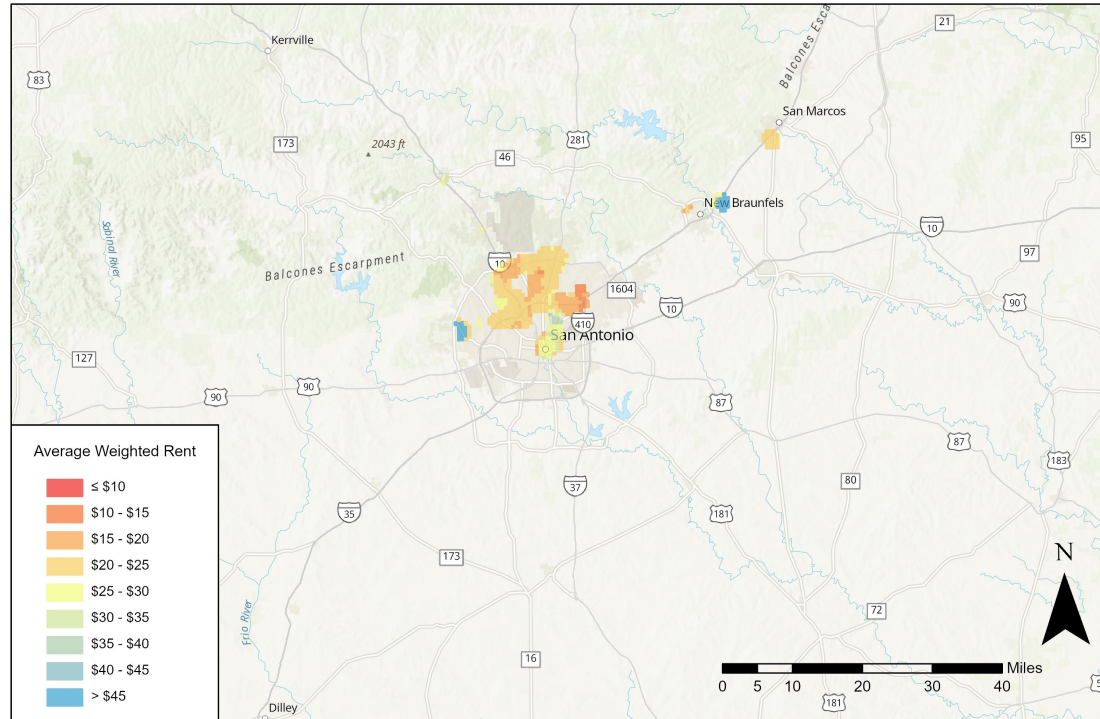 Balcones Esca
21
Kerrville
83
San Marcos
173
2043 ft
281
95
46
New Braunfels
Sabinal River
10
10
97
Balcones Escarpment
1604
10
90
410
San Antonio
127
90
90
87
87
183
Average Weighted Rent
≤ $10
$10 - $15
$15 - $20
$20 - $25
$25 - $30
$30 - $35
$35 - $40
$40 - $45
> $45
80
37
35
181
173
N
Frio River
72
16
Miles
0 5 10 20 30 40
5
181
Dilley